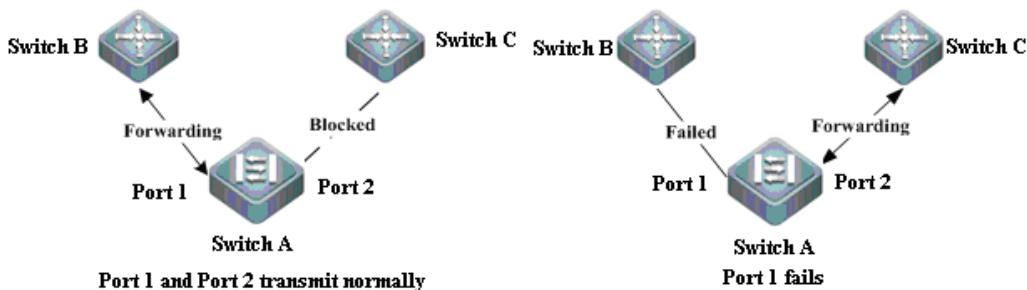 Switch B
Switch C
Forwarding
Blocked
Port 1
Port 2
Switch A
Port 1 and Port 2 transmit normally
Switch B
Switch C
Failed
Forwarding
Port 1
Port 2
Switch A
Port 1 fails